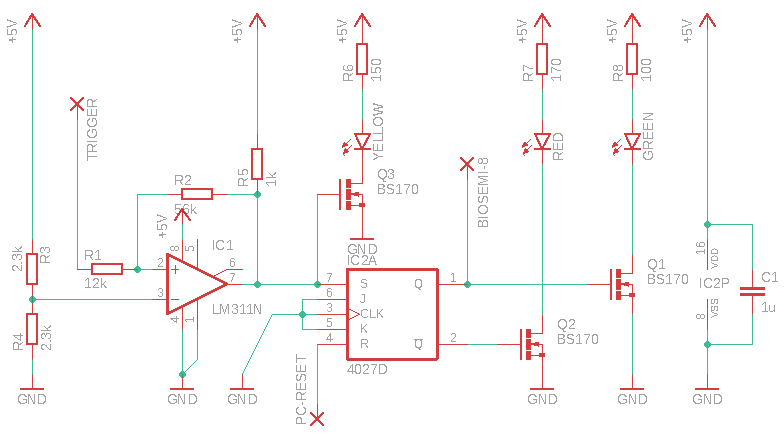 +5V
+5V
+5V
+5V
+5V
+5V
R6
150
R7
170
R8
100
TRIGGER
YELLOW
RED
GREEN
R5
1k
R2
56k
+5V
Q3
BS170
BIOSEMI-8
GND
IC1
8
5
6
7
2
+
3
−
4
1
LM311N
R1
12k
2.3k
R3
R4
2.3k
IC2A
7
S
6
J
3
CLK
5
K
4
R
Q
1
Q
2
4027D
Q1
BS170
Q2
BS170
16
VDD
IC2P
8
VSS
C1
1u
PC-RESET
GND
GND
GND
GND
GND
GND